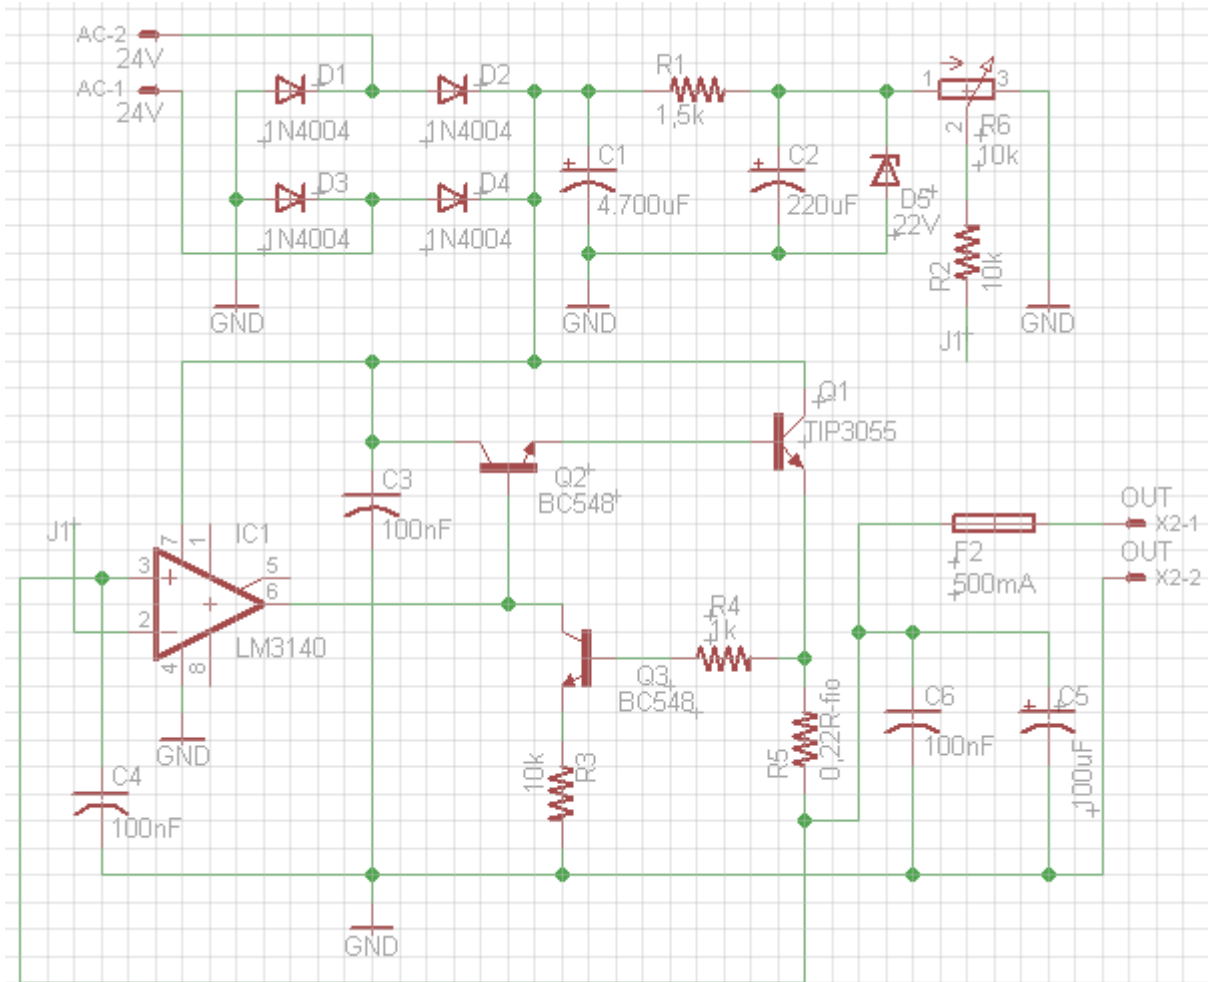 AC-2
24V
AC-1
24V
D1
1N4004
D2
1N4004
D3
1N4004
D4
1N4004
R1
1,5k
C1
4.700uF
C2
220uF
D5
22V
1
3
2
R6
10k
R2
10k
J1
GND
GND
GND
Q1
TIP3055
Q2
BC548
C3
100nF
J1
IC1
7
1
3
5
6
2
4
8
LM3140
GND
OUT
X2-1
OUT
X2-2
F2
500mA
R4
1k
Q3
BC548
R5
0,22R-fio
C6
100nF
C5
100uF
10k
R3
C4
100nF
GND